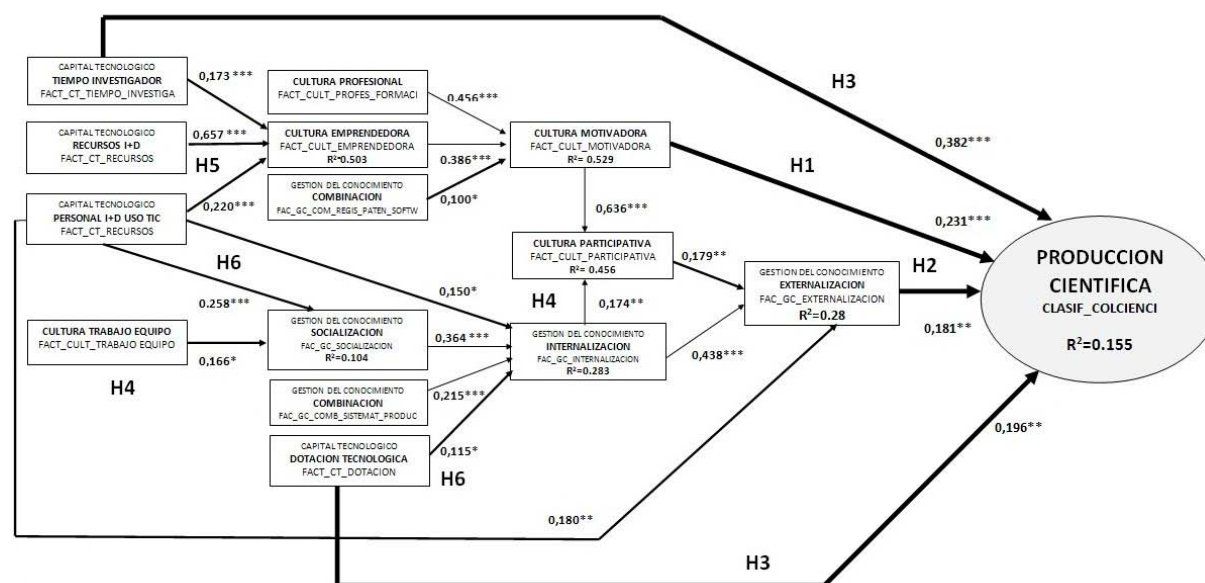 CAPITAL TECNOLOGICO
TIEMPO INVESTIGADOR
FACT_CT_TIEMPO_INVESTIGA
0,173 ***
CULTURA PROFESIONAL
FACT_CULT_PROFES_FORMACI
0.456***
H3
CAPITAL TECNOLOGICO
RECURSOS I+D
FACT_CT_RECURSOS
0,657 ***
H5
CULTURA EMPRENDEDORA
FACT_CULT_EMPRENDEDORA
R²-0.503
0.386***
CULTURA MOTIVADORA
FACT_CULT_MOTIVADORA
R²= 0.529
0,382***
H1
GESTION DEL CONOCIMIENTO
COMBINACION
FAC_GC_COM_REGIS_PATEN_SOFTW
0,100*
CAPITAL TECNOLOGICO
PERSONAL I+D USO TIC
FACT_CT_RECURSOS
0,220***
0,636***
0,231***
CULTURA PARTICIPATIVA
FACT_CULT_PARTICIPATIVA
R²= 0.456
0,179**
H6
0,150*
0.258***
H4
0,174**
GESTION DEL CONOCIMIENTO
EXTERNALIZACION
FAC_GC_EXTERNALIZACION
R²=0.28
H2
0,181**
PRODUCCION
CIENTIFICA
CLASIF_COLCIENCI
R²=0.155
CULTURA TRABAJO EQUIPO
FACT_CULT_TRABAJO EQUIPO
0,166*
H4
GESTION DEL CONOCIMIENTO
SOCIALIZACION
FAC_GC_SOCIALIZACION
R²=0.104
0,364 ***
GESTION DEL CONOCIMIENTO
INTERNALIZACION
FAC_GC_INTERNALIZACION
R²=0.283
0,438***
GESTION DEL CONOCIMIENTO
COMBINACION
FAC_GC_COMB_SISTEMAT_PRODUC
0,215***
CAPITAL TECNOLOGICO
DOTACION TECNOLOGICA
FACT_CT_DOTACION
0,115*
H6
0,196**
0,180**
H3